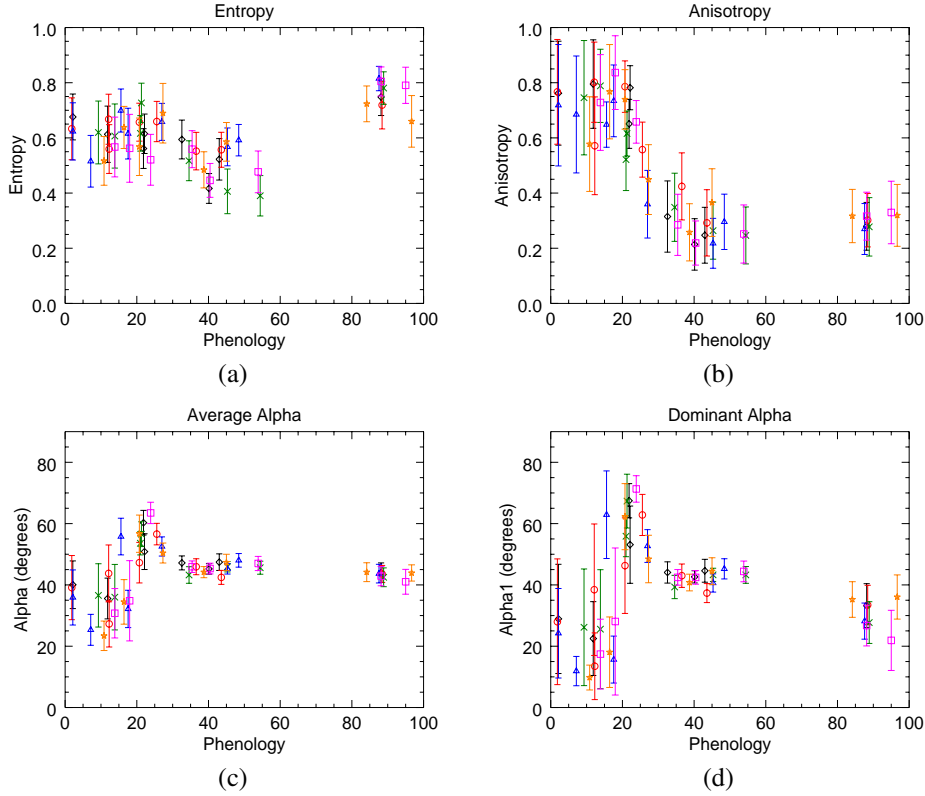 Entropy
1.0
0.8
0.6
0.4
0.2
0.0
Entropy
0 20 40 60 80 100
Phenology
(a)
Anisotropy
1.0
0.8
0.6
0.4
0.2
0.0
Anisotropy
0 20 40 60 80 100
Phenology
(b)
Average Alpha
80
60
40
20
0
Alpha (degrees)
0 20 40 60 80 100
Phenology
(c)
Dominant Alpha
80
60
40
20
0
Alpha1 (degrees)
0 20 40 60 80 100
Phenology
(d)